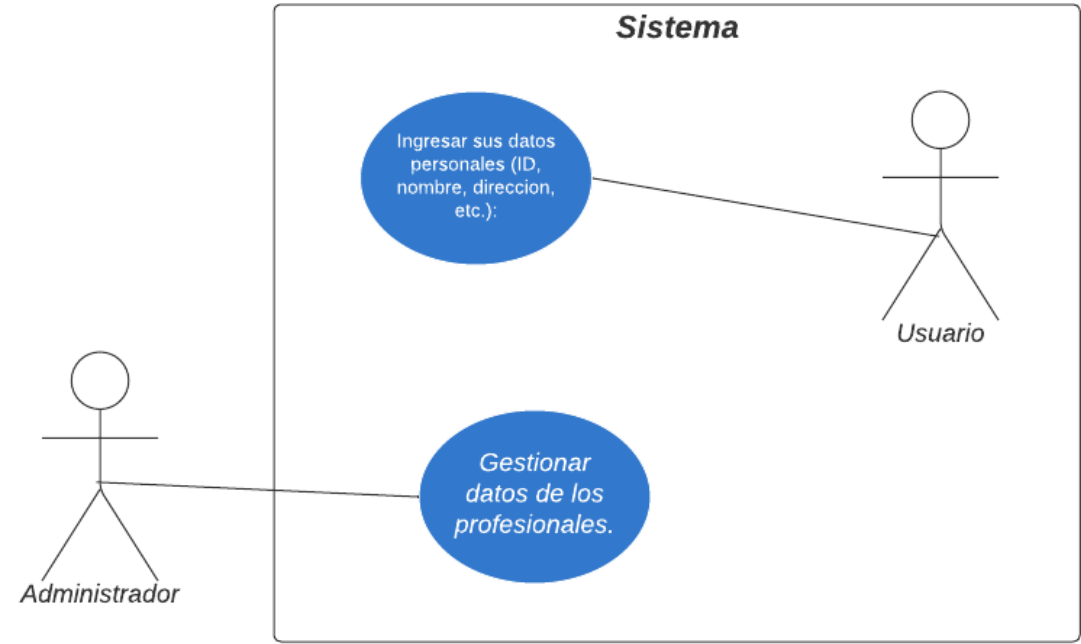 Sistema
Ingresar sus datos
personales (ID,
nombre, direccion,
etc.):
Usuario
Gestionar
datos de los
profesionales.
Administrador